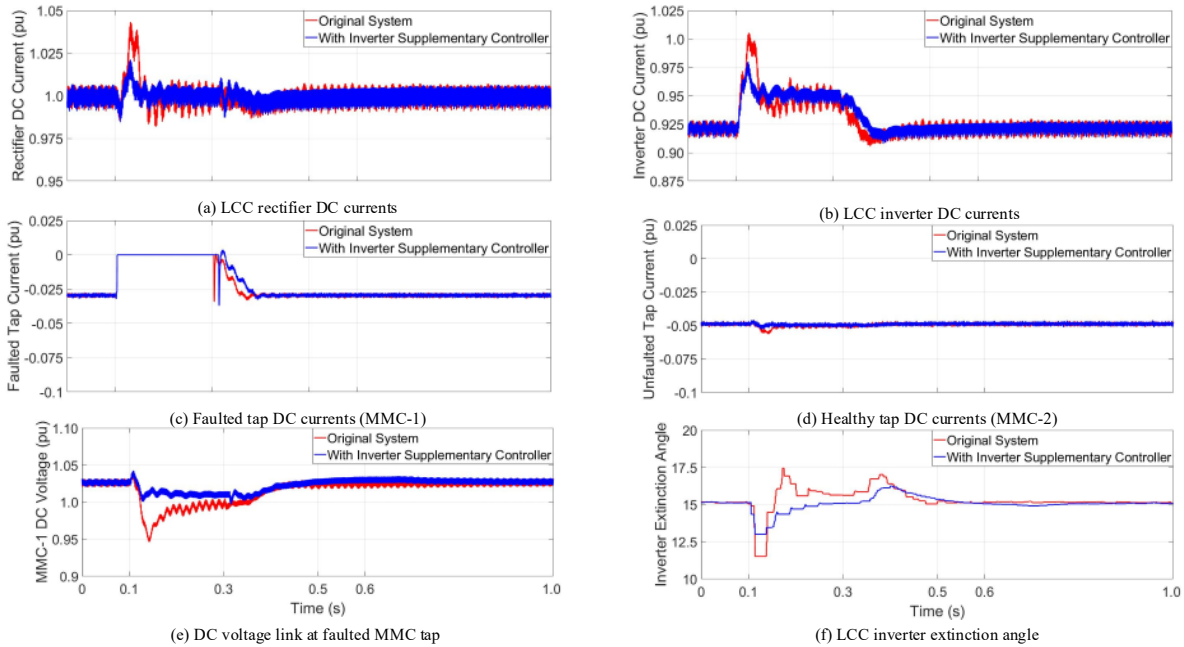 Rectifier DC Current (pu)
1.05
1.025
1.0
0.975
0.95
Original System
With Inverter Supplementary Controller
(a) LCC rectifier DC currents
Inverter DC Current (pu)
1.025
1.0
0.975
0.95
0.925
0.90
0.875
Original System
With Inverter Supplementary Controller
(b) LCC inverter DC currents
Faulted Tap Current (pu)
0.025
0
-0.025
-0.05
-0.075
-0.1
Original System
With Inverter Supplementary Controller
(c) Faulted tap DC currents (MMC-1)
Unfaulted Tap Current (pu)
0.025
0
-0.025
-0.05
-0.075
-0.1
Original System
With Inverter Supplementary Controller
(d) Healthy tap DC currents (MMC-2)
MMC-1 DC Voltage (pu)
1.10
1.05
1.0
0.95
0.9
Original System
With Inverter Supplementary Controller
0 0.1 0.3 0.5 0.6 1.0
Time (s)
(e) DC voltage link at faulted MMC tap
Inverter Extinction Angle
20
17.5
15
12.5
10
Original System
With Inverter Supplementary Controller
0 0.1 0.3 0.5 0.6 1.0
Time (s)
(f) LCC inverter extinction angle